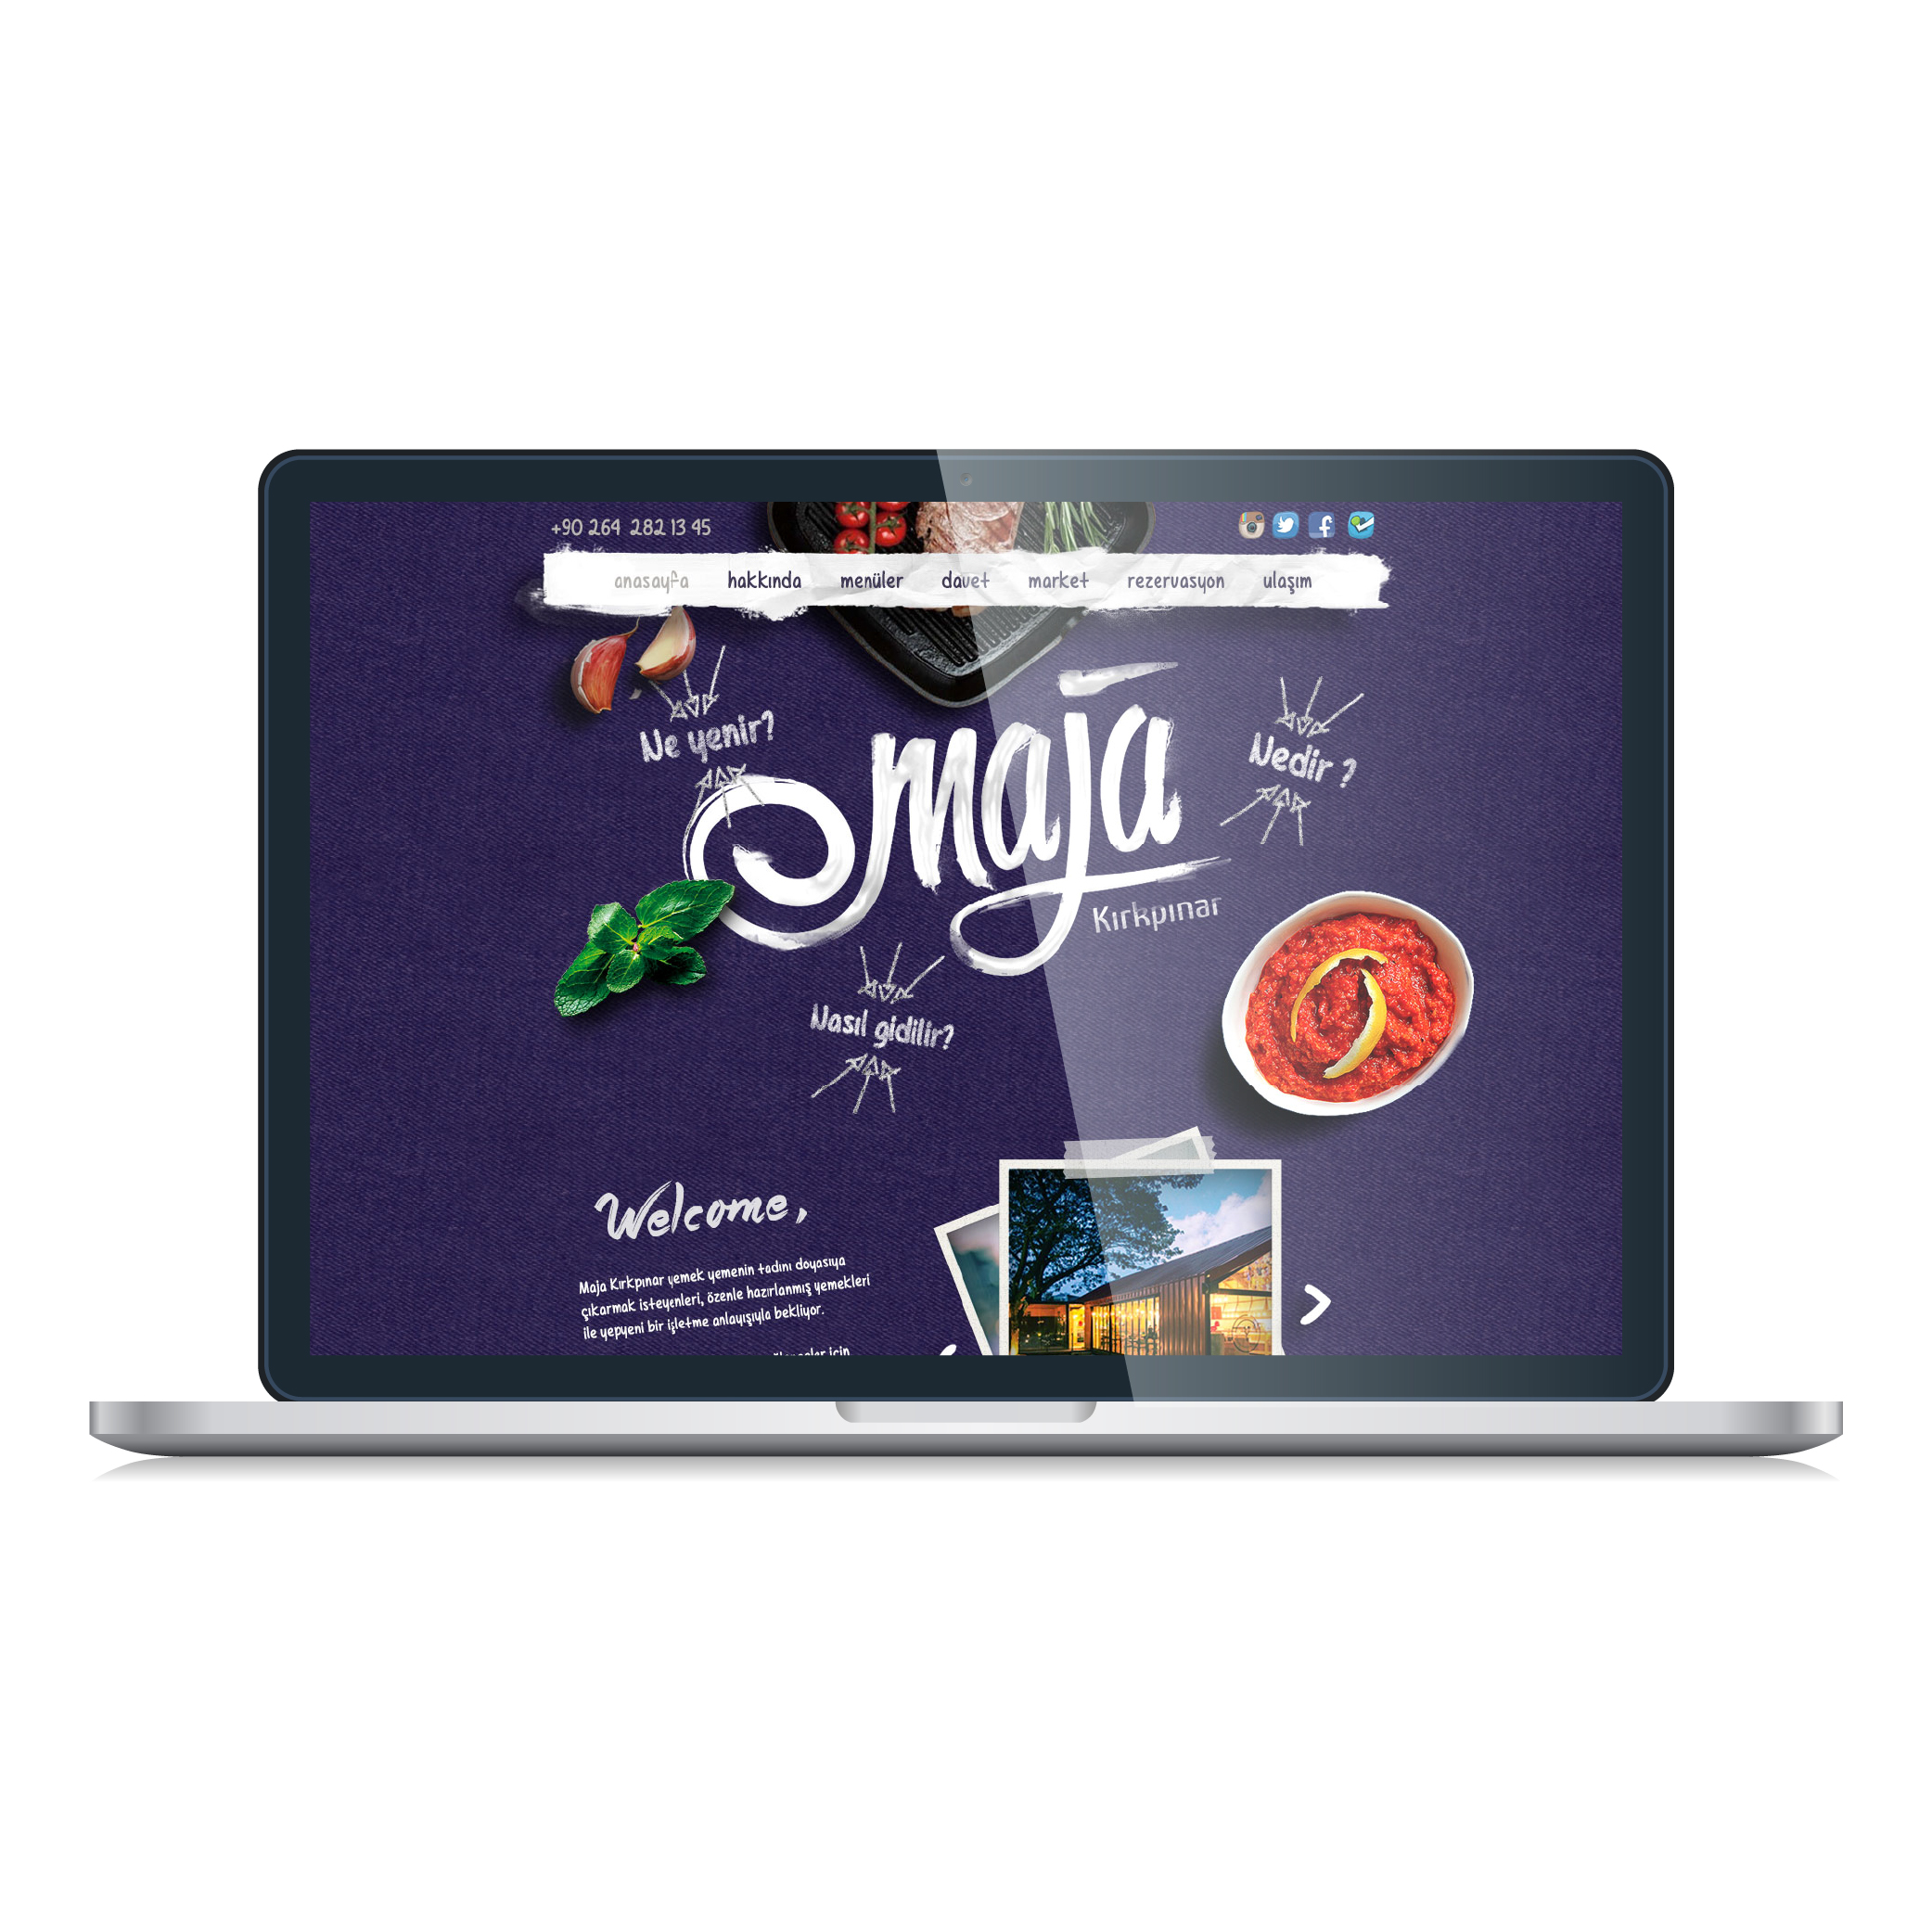 +90 264 282 13 45
anasayfa hakkında menüler davet market rezervasyon ulaşım
Ne yenir?
maja
Kırkpınar
Nedir ?
Nasıl gidilir?
Welcome,
Maja Kırkpınar yemek yemenin tadını doyasıya
çıkarmak isteyenleri, özenle hazırlanmış yemekleri
ile yepyeni bir işletme anlayışıyla bekliyor.
için